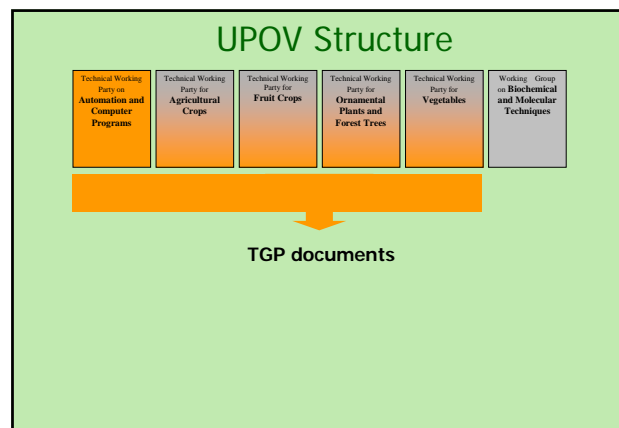 UPOV Structure
Technical Working
Party on
Automation and
Computer
Programs
Technical Working
Party for
Agricultural
Crops
Technical Working
Party for
Fruit Crops
Technical Working
Party for
Ornamental
Plants and
Forest Trees
Technical Working
Party for
Vegetables
Working Group
on Biochemical
and Molecular
Techniques
TGP documents